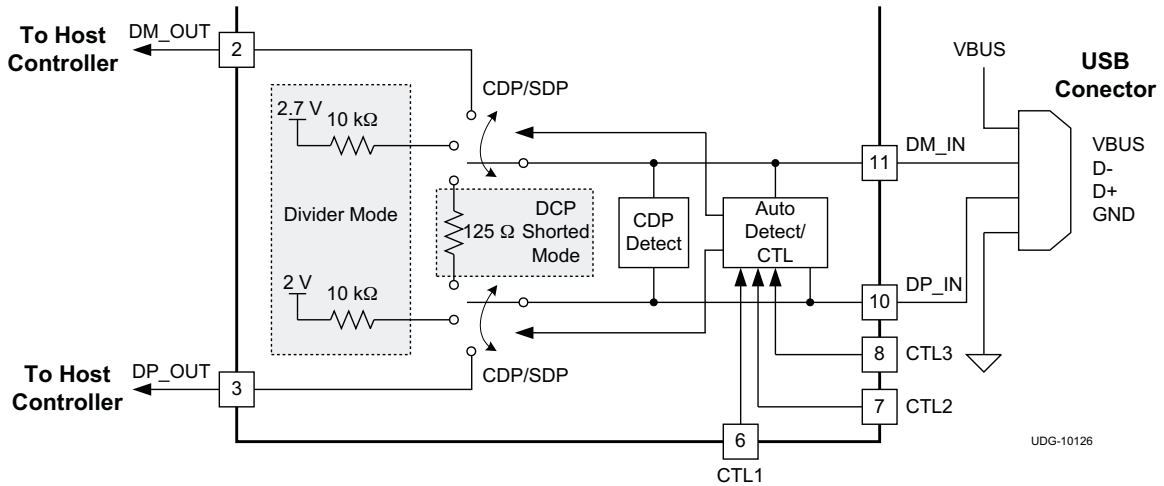 To Host
Controller
DM_OUT
2
CDP/SDP
VBUS
USB
Conector
2.7 V
10 kΩ
11
DM_IN
VBUS
D-
D+
GND
Divider Mode
125 Ω
DCP
Shorted
Mode
CDP
Detect
Auto
Detect/
CTL
2 V
10 kΩ
10
DP_IN
8
CTL3
To Host
Controller
DP_OUT
3
CDP/SDP
7
CTL2
6
CTL1
UDG-10126